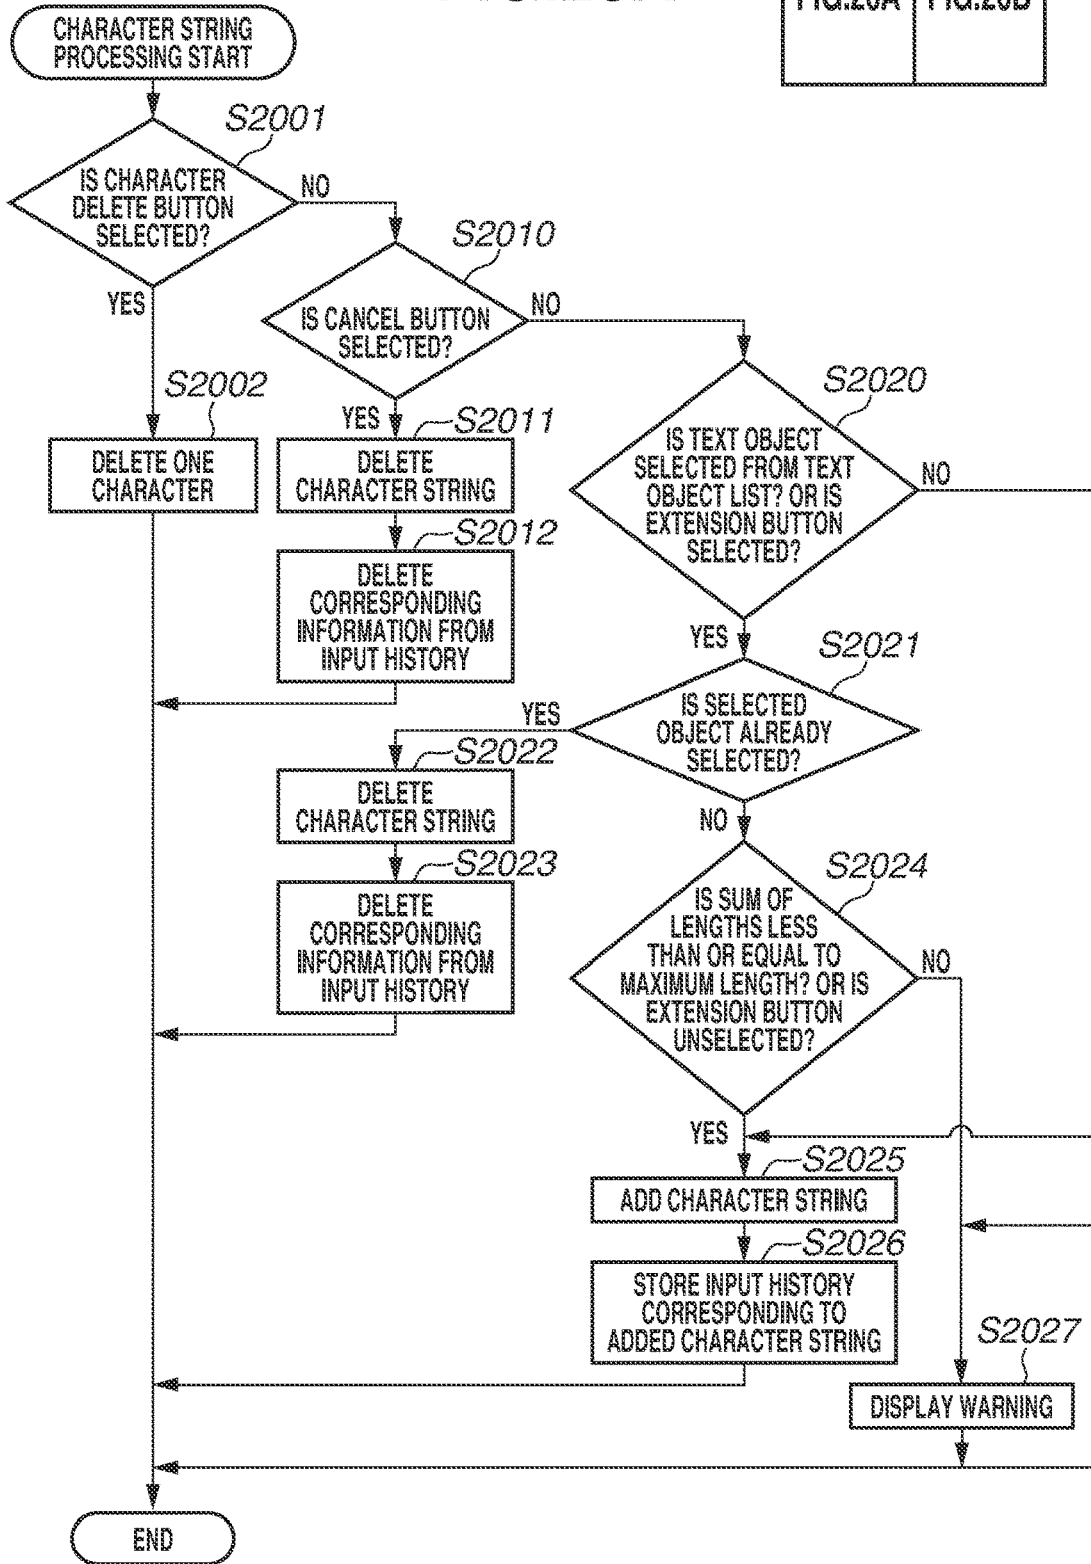 FIG.20A FIG.20B
CHARACTER STRING
PROCESSING START
S2001
IS CHARACTER
DELETE BUTTON
SELECTED?
NO
YES
S2010
IS CANCEL BUTTON
SELECTED?
NO
YES
S2002
DELETE ONE
CHARACTER
S2011
DELETE
CHARACTER STRING
S2012
DELETE
CORRESPONDING
INFORMATION FROM
INPUT HISTORY
S2020
IS TEXT OBJECT
SELECTED FROM TEXT
OBJECT LIST? OR IS
EXTENSION BUTTON
SELECTED?
NO
YES
S2021
IS SELECTED
OBJECT ALREADY
SELECTED?
YES
NO
S2022
DELETE
CHARACTER STRING
S2023
DELETE
CORRESPONDING
INFORMATION FROM
INPUT HISTORY
S2024
IS SUM OF
LENGTHS LESS
THAN OR EQUAL TO
MAXIMUM LENGTH? OR IS
EXTENSION BUTTON
UNSELECTED?
NO
YES
S2025
ADD CHARACTER STRING
S2026
STORE INPUT HISTORY
CORRESPONDING TO
ADDED CHARACTER STRING
S2027
DISPLAY WARNING
END